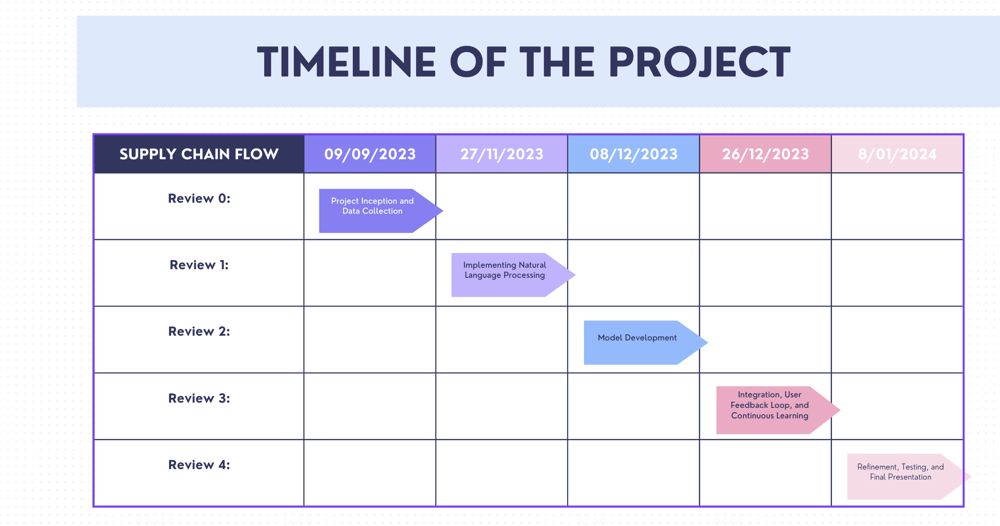 TIMELINE OF THE PROJECT
SUPPLY CHAIN FLOW 09/09/2023 27/11/2023 08/12/2023 26/12/2023 8/01/2024
Review 0:
Project Inception and
Data Collection
Review 1:
Implementing Natural
Language Processing
Review 2:
Model Development
Review 3:
Integration, User
Feedback Loop, and
Continuous Learning
Review 4:
Refinement, Testing, and
Final Presentation